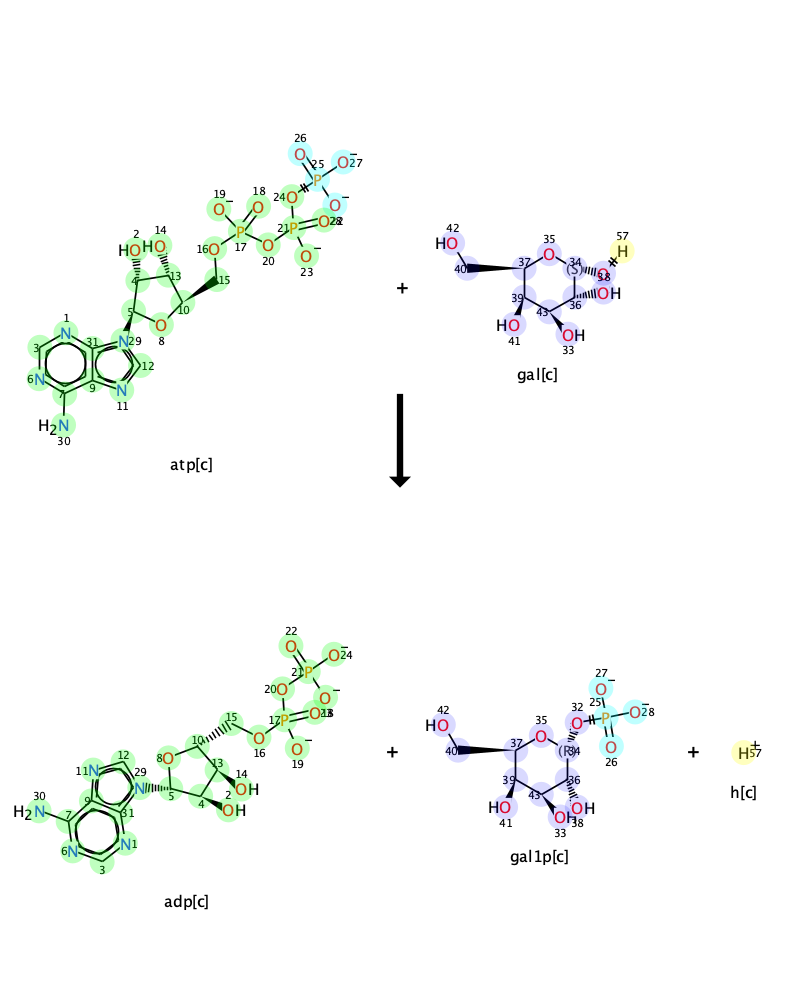 26
25
O
P
O
−
27
19
18
24
O
O
−
O
O
−
2
14
21
P
O
28
22
42
35
34
57
H
OH
HO
16
O
P
17
O
20
O
−
23
HO
O
(S)
O
38
4
13
15
+
40
37
36
OH
5
10
39
43
1
31
N
29
O
8
HO
41
OH
33
3
N
12
6
N
7
9
N
11
gal[c]
H2N
30
atp[c]
22
O
21
P
O
−
24
27
O
−
20
O
O
−
42
32
25
15
17
P
O
23
18
HO
35
O
P
O
−
28
10
16
O
O
−
19
37
O
(R)
34
O
26
+
H
+
57
12
8
O
13
14
OH
+
40
39
36
h[c]
11
N
29
N
5
4
2
OH
HO
41
43
OH
33
OH
38
30
H2N
7
9
31
6
N
N
1
3
gal1p[c]
adp[c]